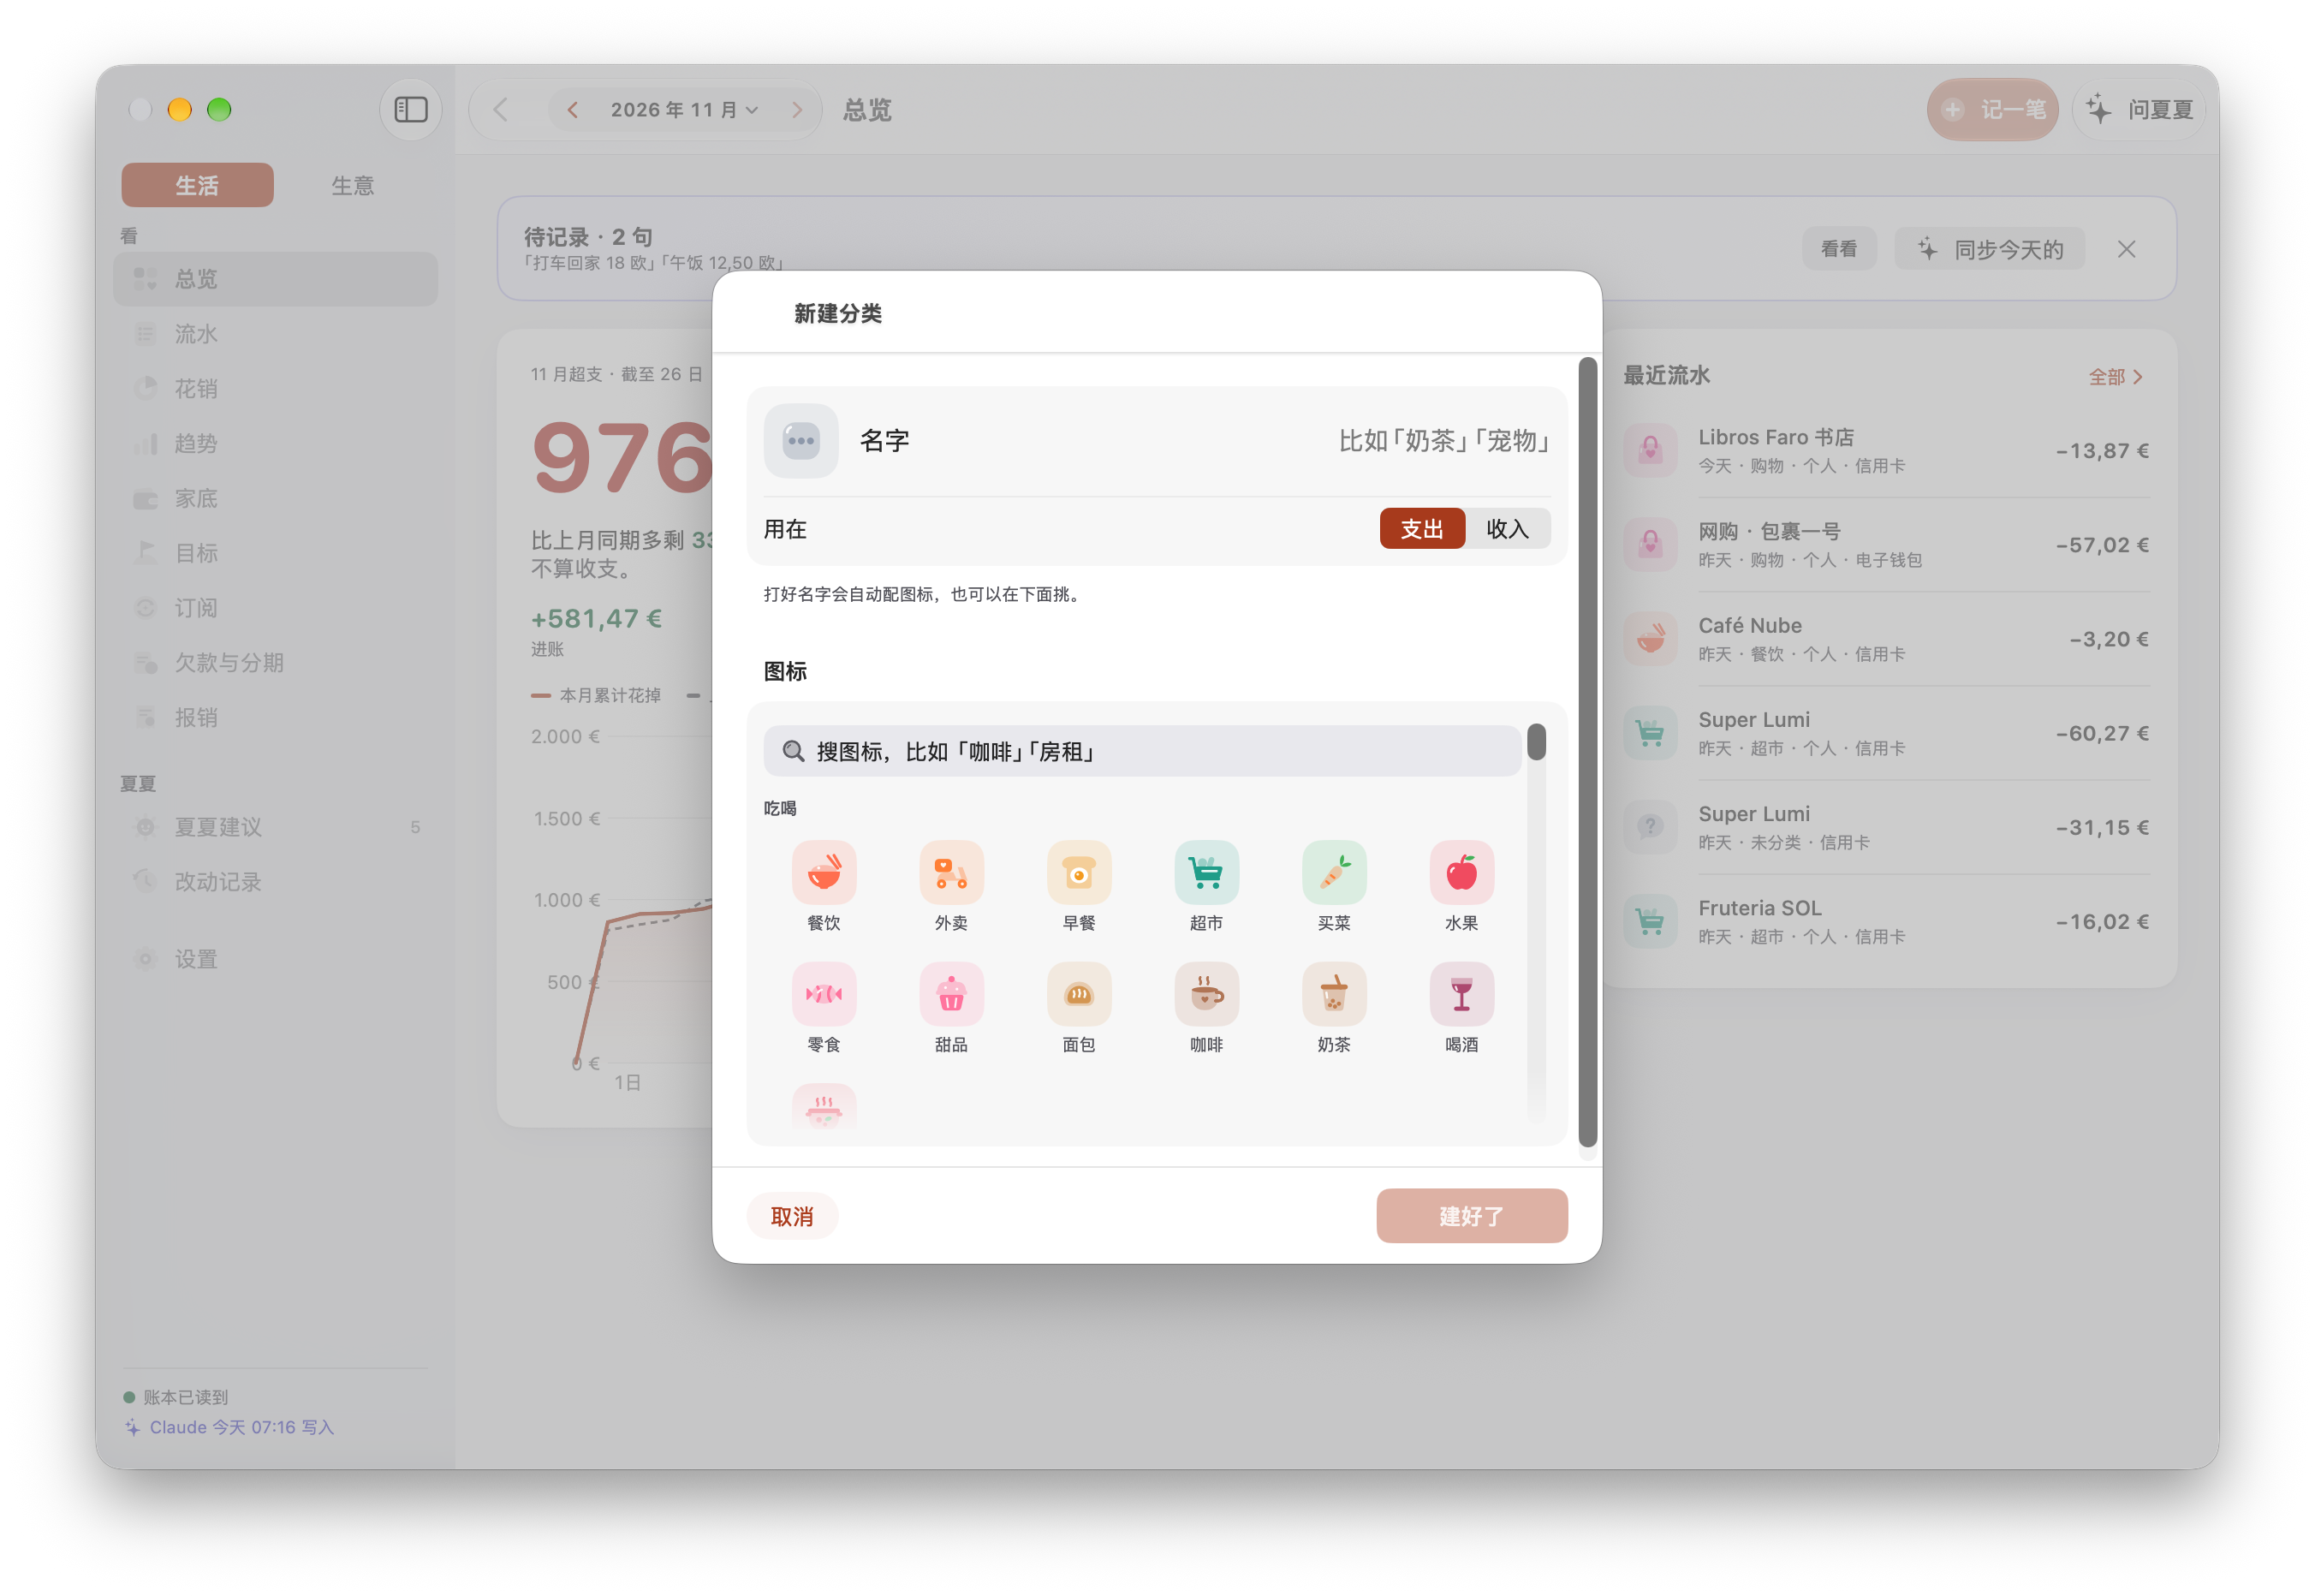 2026 年 11 月
总览
记一笔
问夏夏
生活
生意
看
总览
流水
花销
趋势
家底
目标
订阅
欠款与分期
报销
夏夏
夏夏建议
5
改动记录
设置
账本已读到
Claude 今天 07:16 写入
待记录 · 2 句
「打车回家 18 欧」「午饭 12,50 欧」
看看
同步今天的
11 月超支 · 截至 26 日
976
比上月同期多剩
不算收支。
+581,47 €
进账
本月累计花掉
2.000 €
1.500 €
1.000 €
500 €
0 €
1日
新建分类
名字
比如「奶茶」「宠物」
用在
支出
收入
打好名字会自动配图标，也可以在下面挑。
图标
搜图标，比如「咖啡」「房租」
吃喝
餐饮
外卖
早餐
超市
买菜
水果
零食
甜品
面包
咖啡
奶茶
喝酒
取消
建好了
最近流水
全部
Libros Faro 书店
今天 · 购物 · 个人 · 信用卡
−13,87 €
网购 · 包裹一号
昨天 · 购物 · 个人 · 电子钱包
−57,02 €
Café Nube
昨天 · 餐饮 · 个人 · 信用卡
−3,20 €
Super Lumi
昨天 · 超市 · 个人 · 信用卡
−60,27 €
Super Lumi
昨天 · 未分类 · 信用卡
−31,15 €
Fruteria SOL
昨天 · 超市 · 个人 · 信用卡
−16,02 €